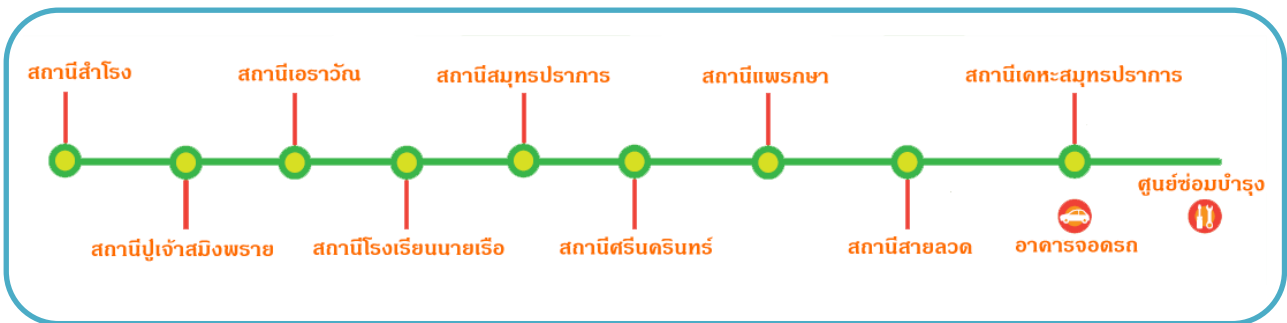 สถานีสำโรง
สถานีเอราวัณ
สถานีสมุทรปราการ
สถานีแพรกษา
สถานีเคหะสมุทรปราการ
สถานีปู่เจ้าสมิงพราย
สถานีโรงเรียนนายเรือ
สถานีศรีนครินทร์
สถานีสายลวด
อาคารจอดรถ
ศูนย์ซ่อมบำรุง